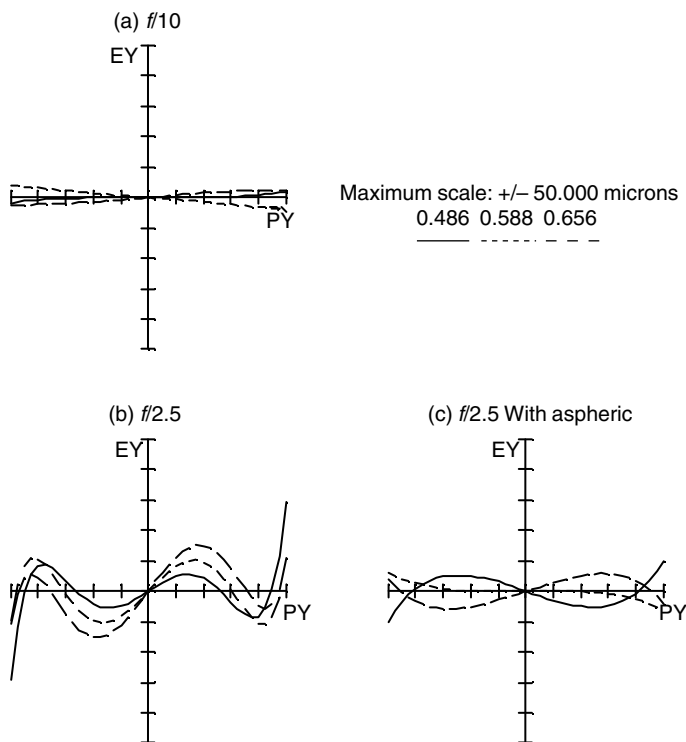 (a) f/10
EY
PY
Maximum scale: +/– 50.000 microns
0.486 0.588 0.656
(b) f/2.5
EY
PY
(c) f/2.5 With aspheric
EY
PY